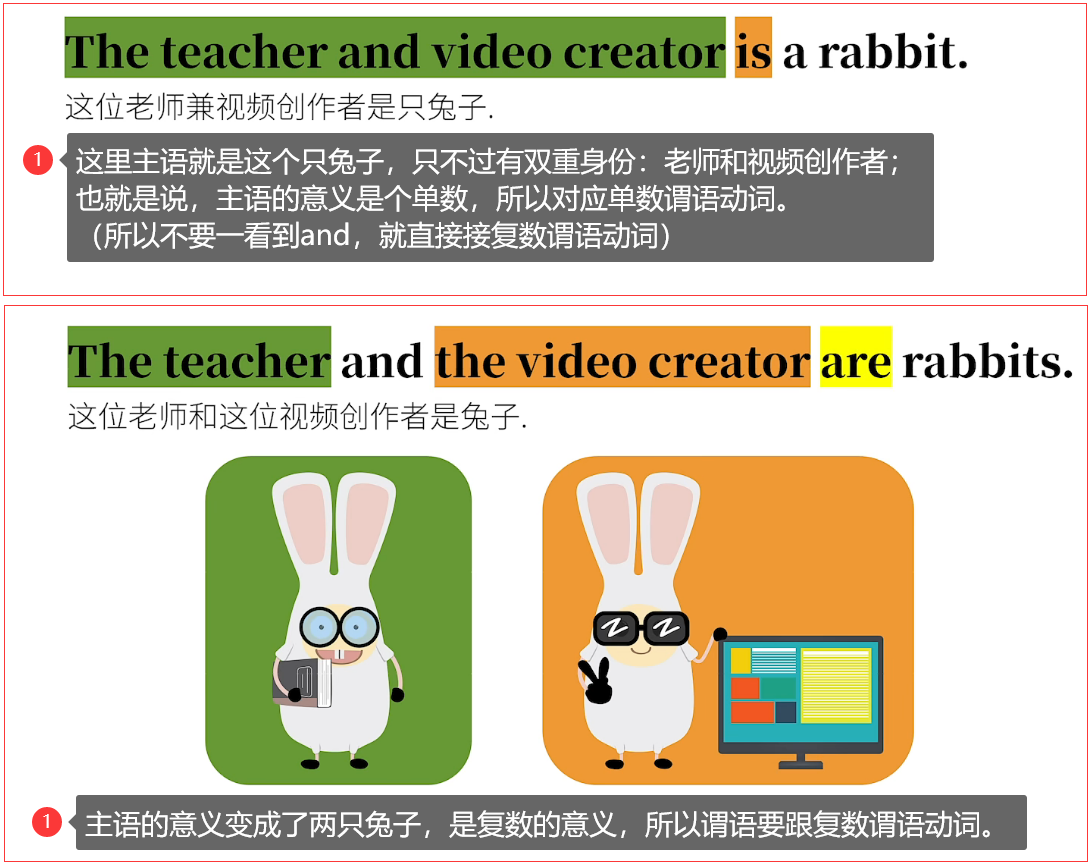 The teacher and video creator is a rabbit.
这位老师兼视频创作者是只兔子.
1 这里主语就是这个只兔子，只不过有双重身份：老师和视频创作者；
也就是说，主语的意义是个单数，所以对应单数谓语动词。
（所以不要一看到and，就直接接复数谓语动词）
The teacher and the video creator are rabbits.
这位老师和这位视频创作者是兔子.
1 主语的意义变成了两只兔子，是复数的意义，所以谓语要跟复数谓语动词。